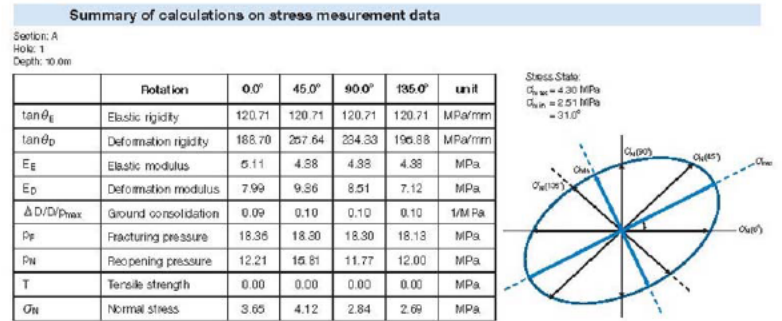 Summary of calculations on stress mesurement data
Section: A
Hole: 1
Depth: 10.0m
Rotation 0.0° 45.0° 90.0° 135.0° unit
tanθE Elastic rigidity 120.71 120.71 120.71 120.71 MPa/mm
tanθD Deformation rigidity 188.70 257.64 234.33 196.88 MPa/mm
EE Elastic modulus 5.11 4.38 4.38 4.38 MPa
ED Deformation modulus 7.99 9.86 8.51 7.12 MPa
ΔD/D/pmax Ground consolidation 0.09 0.10 0.10 0.10 1/MPa
PF Fracturing pressure 18.36 18.30 18.30 18.13 MPa
PN Reopening pressure 12.21 15.81 11.77 12.00 MPa
T Tensile strength 0.00 0.00 0.00 0.00 MPa
σN Normal stress 3.65 4.12 2.84 2.69 MPa
Stress State:
= 4.30 MPa
= 2.51 MPa
= 31.0°
σN(90°)
σN(45°)
σmin
σmax
σN(135°)
σN(0°)